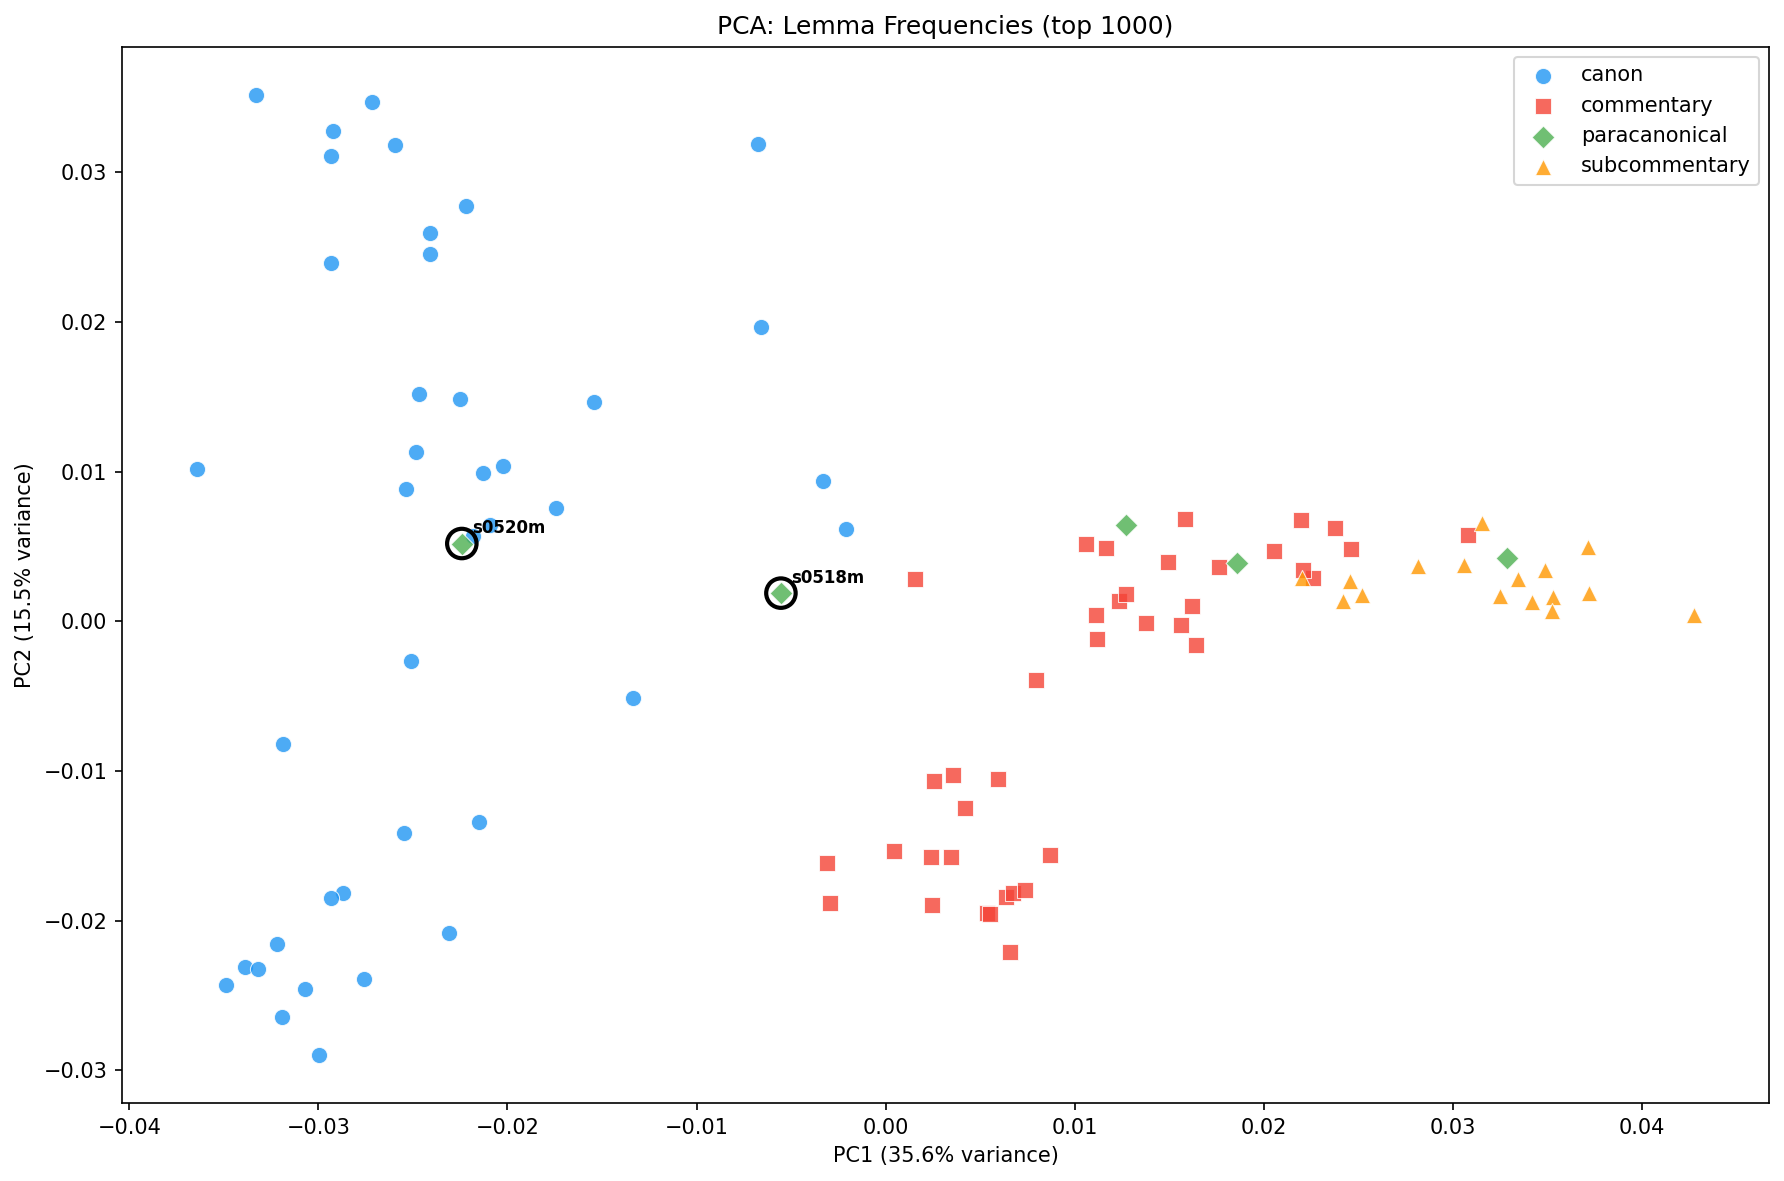 PCA: Lemma Frequencies (top 1000)
canon
commentary
paracanonical
subcommentary
s0520m
s0518m
PC2 (15.5% variance)
0.03
0.02
0.01
0.00
−0.01
−0.02
−0.03
−0.04 −0.03 −0.02 −0.01 0.00 0.01 0.02 0.03 0.04
PC1 (35.6% variance)